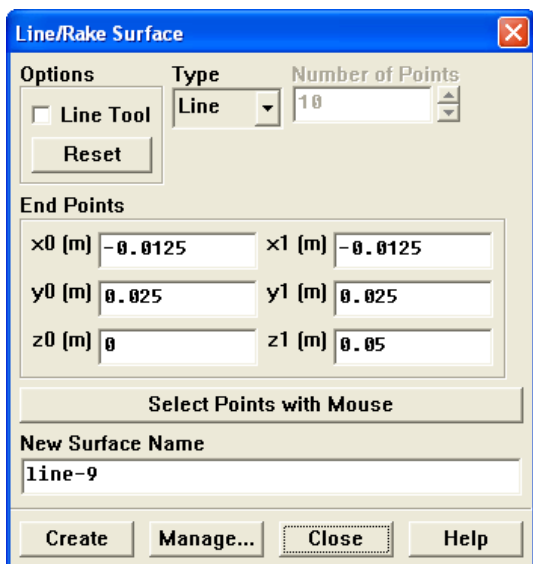 Line/Rake Surface
Options Type Number of Points
Line Tool Line 10
Reset
End Points
x0 (m) -0.0125 x1 (m) -0.0125
y0 (m) 0.025 y1 (m) 0.025
z0 (m) 0 z1 (m) 0.05
Select Points with Mouse
New Surface Name
line-9
Create Manage... Close Help